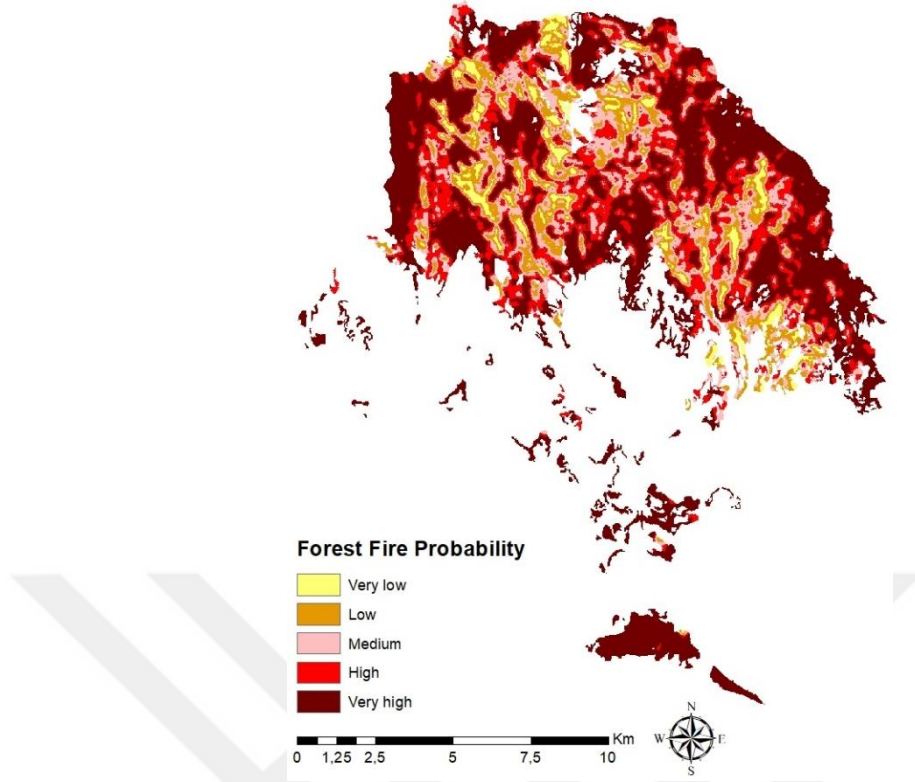 Forest Fire Probability
Very low
Low
Medium
High
Very high
Km
0 1,25 2,5 5 7,5 10
N
W E
S